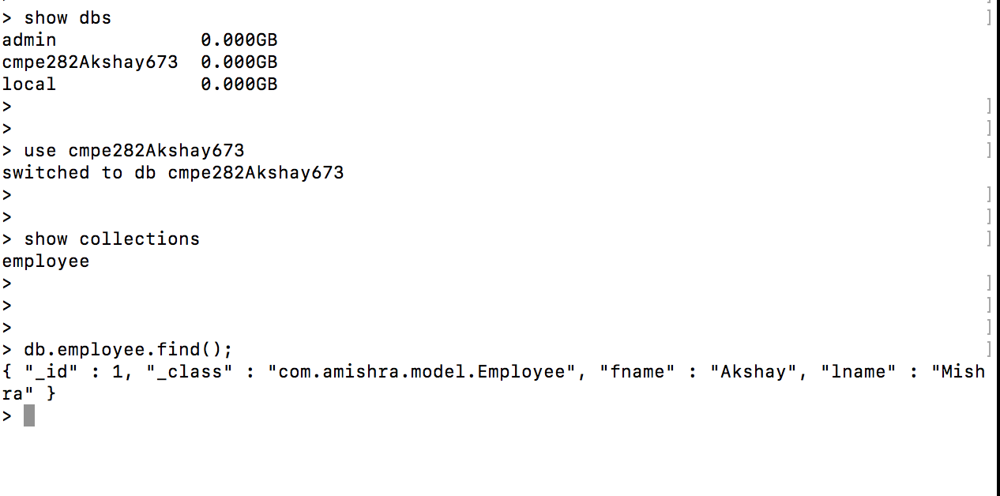 > show dbs ]
admin             0.000GB
cmpe282Akshay673  0.000GB
local             0.000GB
> ]
> ]
> use cmpe282Akshay673 ]
switched to db cmpe282Akshay673
> ]
> ]
> show collections ]
employee
> ]
> ]
> ]
> db.employee.find(); ]
{ "_id" : 1, "_class" : "com.amishra.model.Employee", "fname" : "Akshay", "lname" : "Mish
ra" }
>